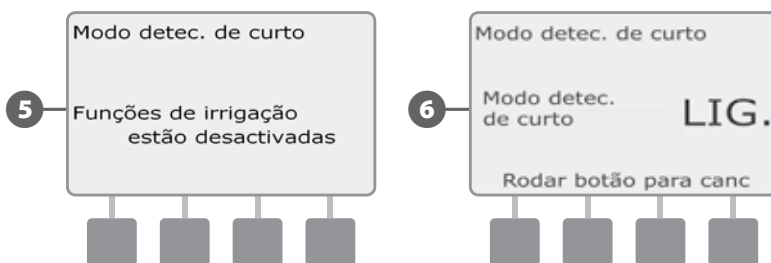 Modo detec. de curto
5
Funções de irrigação
estão desactivadas
Modo detec. de curto
6
Modo detec.
de curto
LIG.
Rodar botão para canc